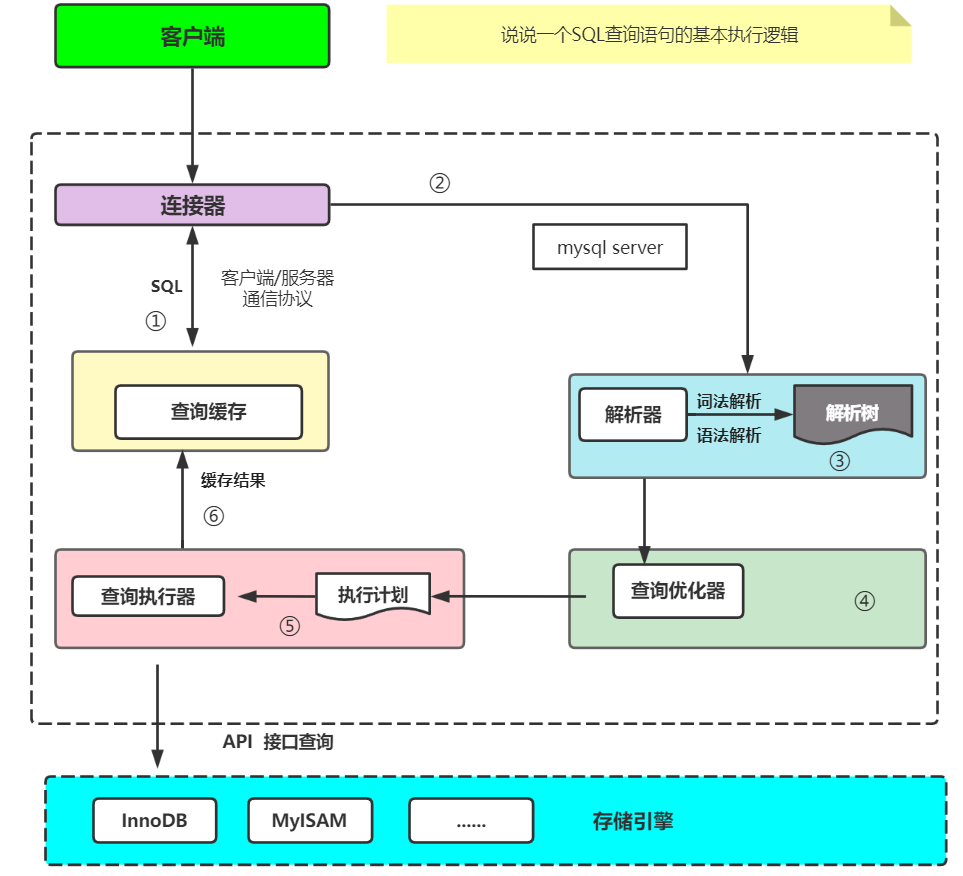 客户端
说说一个SQL查询语句的基本执行逻辑
连接器
②
mysql server
SQL
客户端/服务器
通信协议
①
查询缓存
解析器
词法解析
语法解析
解析树
③
缓存结果
⑥
查询执行器
执行计划
⑤
查询优化器
④
API 接口查询
InnoDB
MyISAM
......
存储引擎